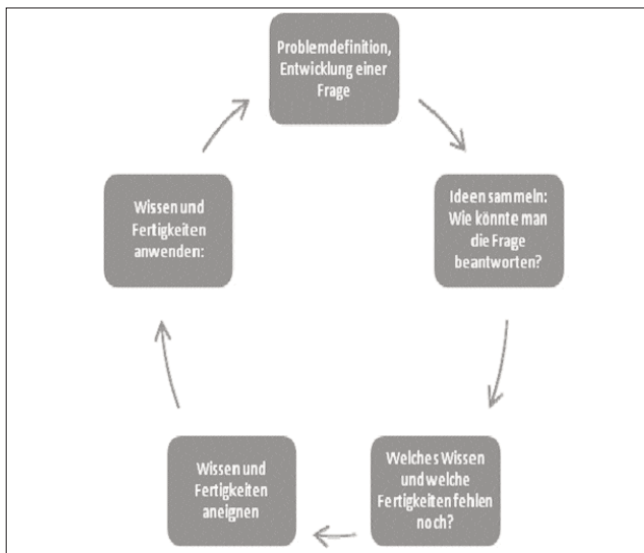 Problemdefinition,
Entwicklung einer
Frage
Ideen sammeln:
Wie könnte man
die Frage
beantworten?
Welches Wissen
und welche
Fertigkeiten fehlen
noch?
Wissen und
Fertigkeiten
aneignen
Wissen und
Fertigkeiten
anwenden: